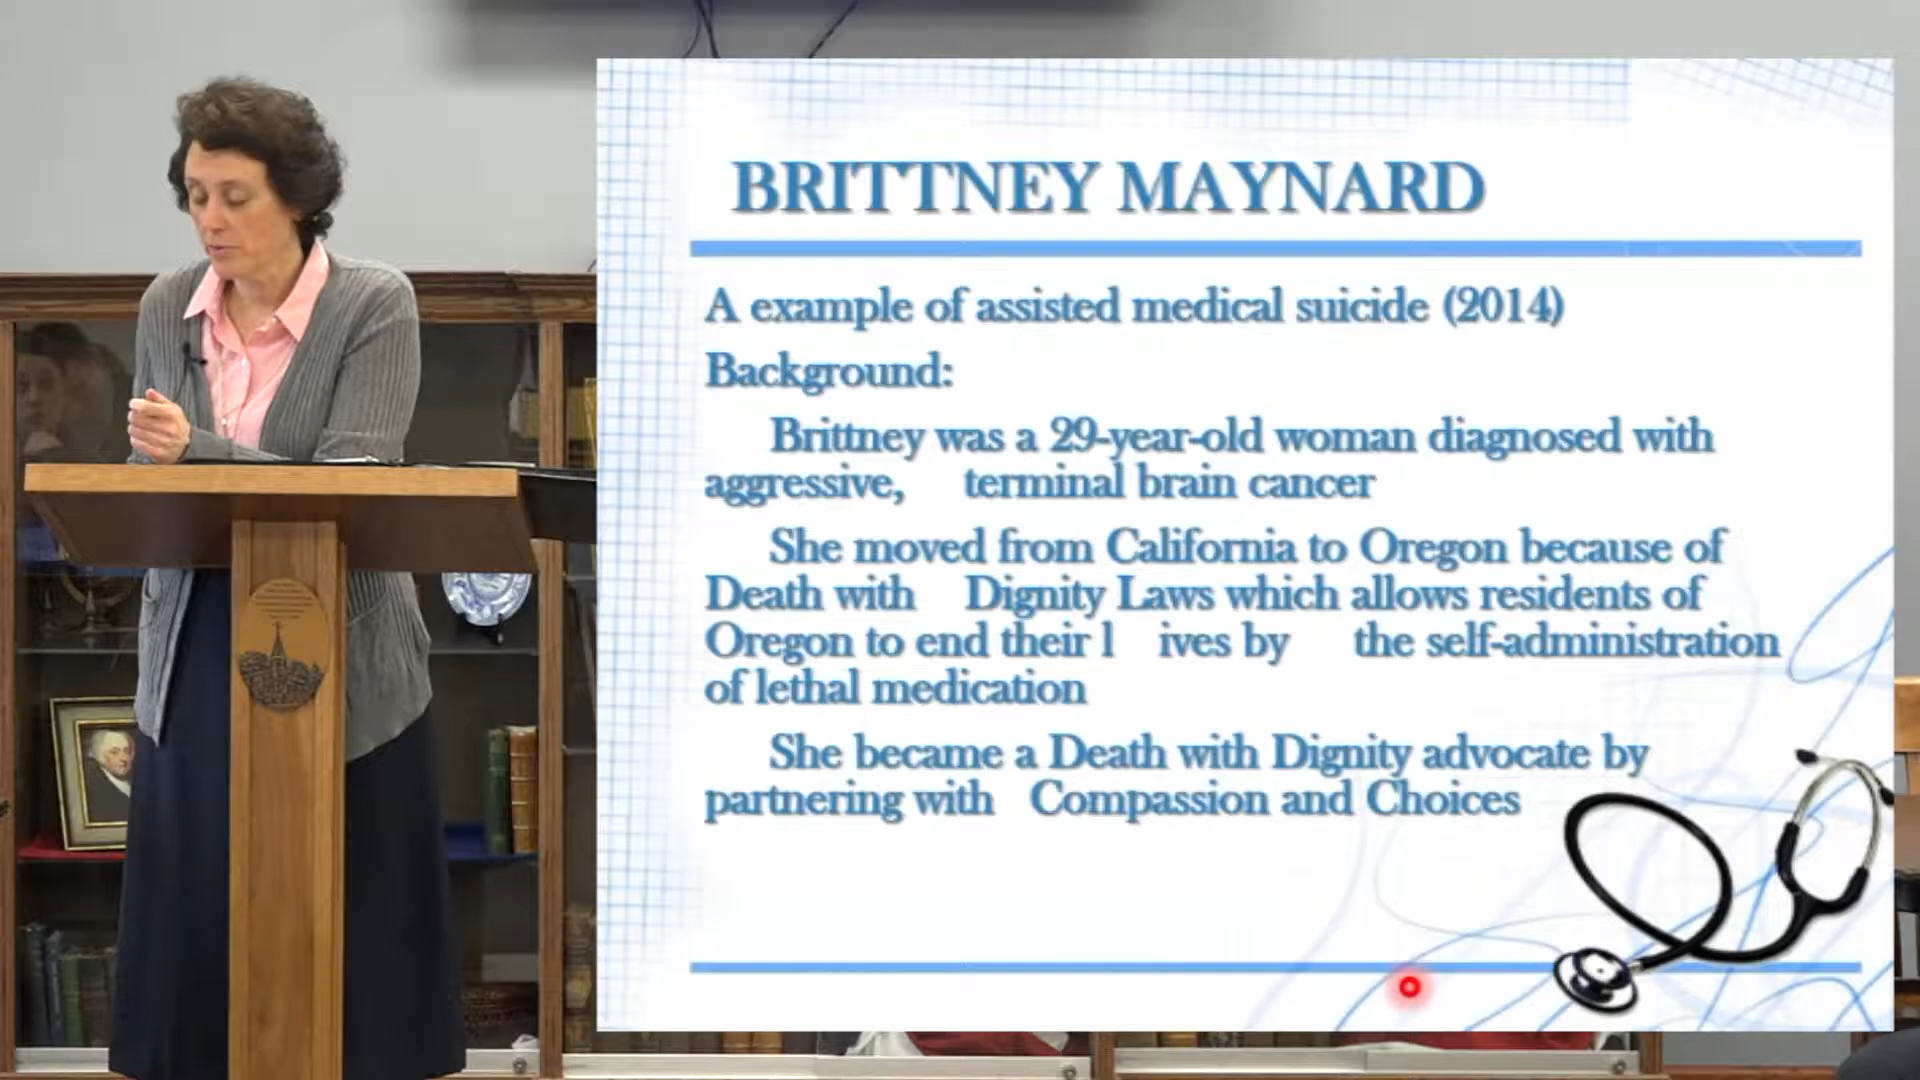 BRITTNEY MAYNARD
A example of assisted medical suicide (2014)
Background:
Brittney was a 29-year-old woman diagnosed with
aggressive, terminal brain cancer
She moved from California to Oregon because of
Death with Dignity Laws which allows residents of
Oregon to end their l ives by the self-administration
of lethal medication
She became a Death with Dignity advocate by
partnering with Compassion and Choices